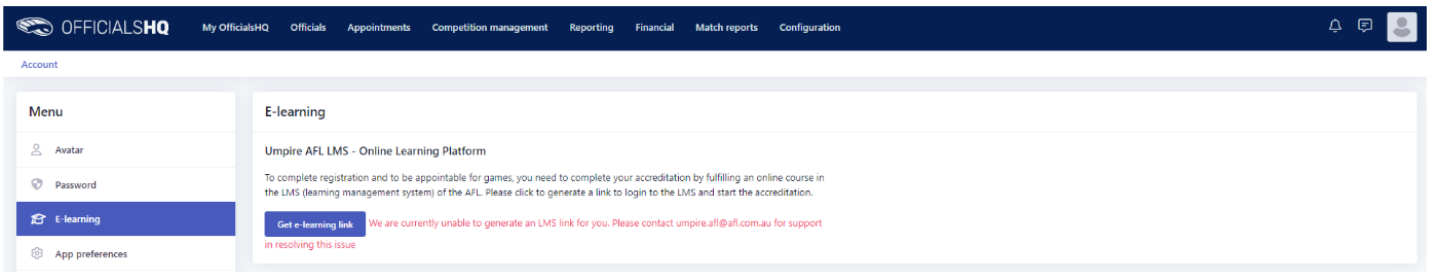 OFFICIALSHQ My OfficialsHQ Officials Appointments Competition management Reporting Financial Match reports Configuration
Account
Menu
Avatar
Password
E-learning
App preferences
E-learning
Umpire AFL LMS - Online Learning Platform
To complete registration and to be appointable for games, you need to complete your accreditation by fulfilling an online course in
the LMS (learning management system) of the AFL. Please click to generate a link to login to the LMS and start the accreditation.
Get e-learning link We are currently unable to generate an LMS link for you. Please contact umpire.afl@afl.com.au for support
in resolving this issue